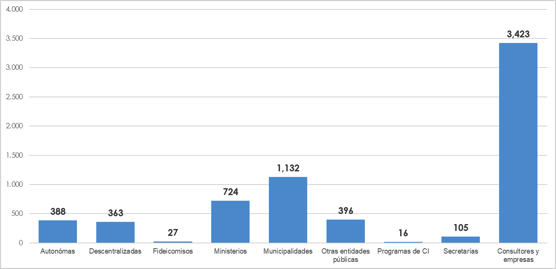 4.000
3.500
3.000
2.500
2.000
1.500
1.000
500
0
388
363
27
724
1,132
396
16
105
3,423
Autonómas
Descentralizadas
Fideicomisos
Ministerios
Municipalidades
Otras entidades
públicas
Programas de CI
Secretarías
Consultores y
empresas